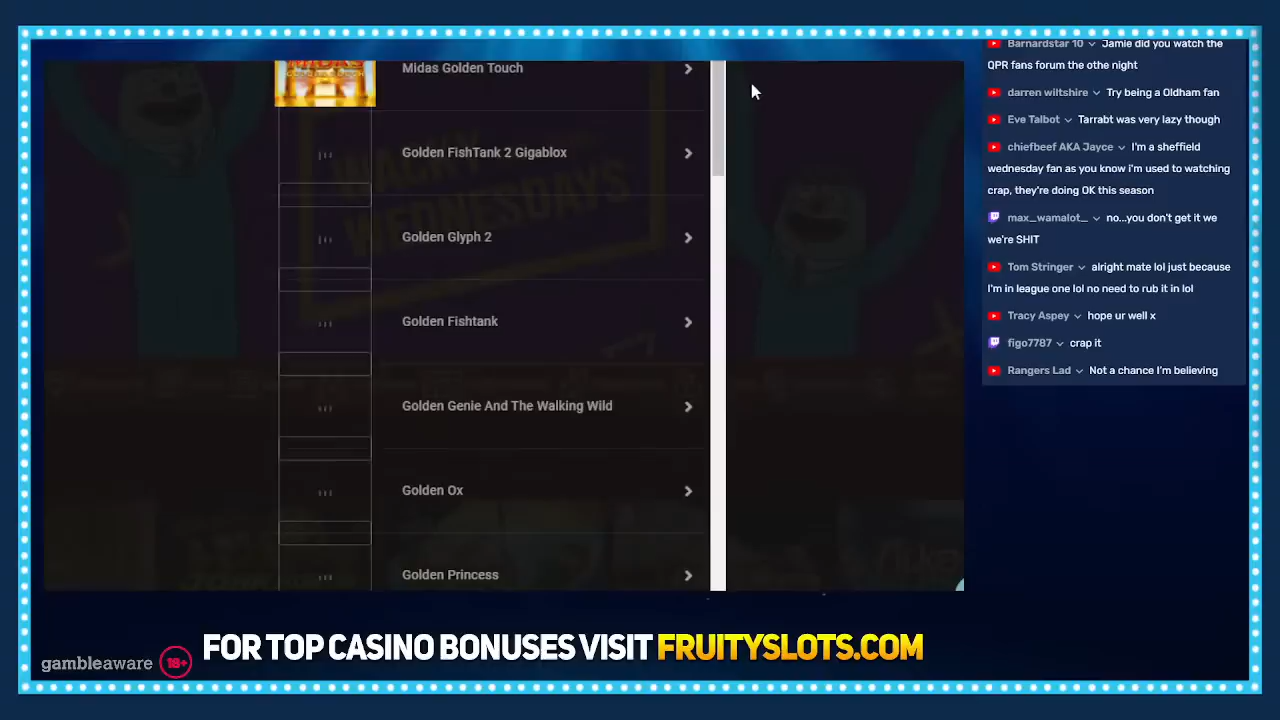 Midas Golden Touch
Golden FishTank 2 Gigablox
Golden Glyph 2
Golden Fishtank
Golden Genie And The Walking Wild
Golden Ox
Golden Princess
WACKY
WEDNESDAYS
Barnardstar 10 Jamie did you watch the
QPR fans forum the othe night
darren wiltshire Try being a Oldham fan
Eve Talbot Tarrabt was very lazy though
chiefbeef AKA Jayce I'm a sheffield
wednesday fan as you know i'm used to watching
crap, they're doing OK this season
max_wamalot_ no...you don't get it we
we're SHIT
Tom Stringer alright mate lol just because
I'm in league one lol no need to rub it in lol
Tracy Aspey hope ur well x
figo7787 crap it
Rangers Lad Not a chance I'm believing
gambleaware 18+
FOR TOP CASINO BONUSES VISIT FRUITYSLOTS.COM